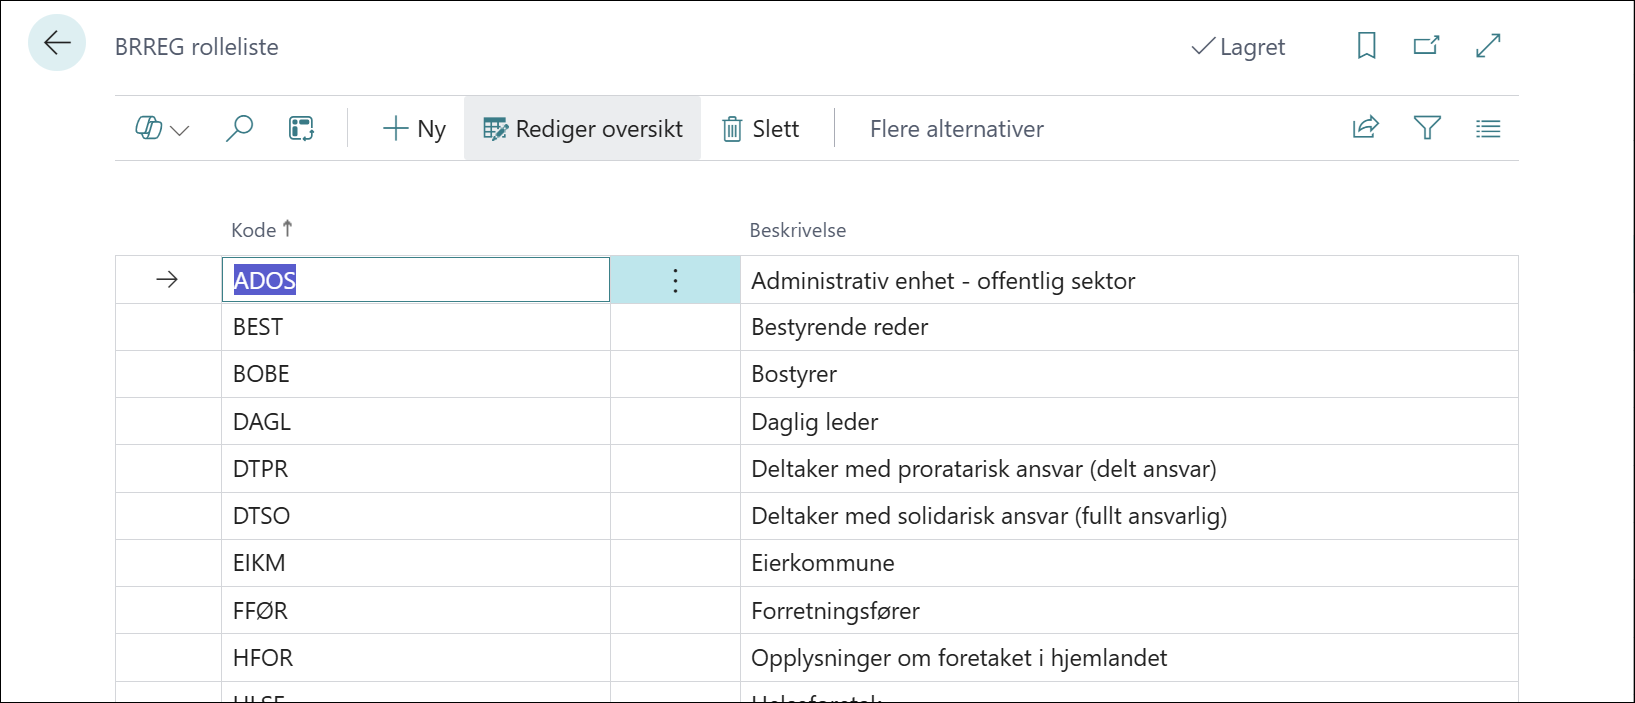 BRREG rolleliste
Lagret
Ny
Rediger oversikt
Slett
Flere alternativer
Kode
Beskrivelse
ADOS Administrativ enhet - offentlig sektor
BEST Bestyrende reder
BOBE Bostyrer
DAGL Daglig leder
DTPR Deltaker med proratarisk ansvar (delt ansvar)
DTSO Deltaker med solidarisk ansvar (fullt ansvarlig)
EIKM Eierkommune
FFØR Forretningsfører
HFOR Opplysninger om foretaket i hjemlandet